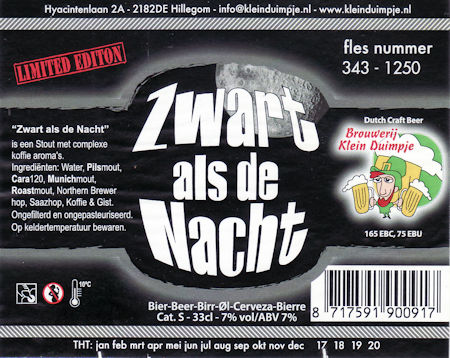 Hyacintenlaan 2A - 2182DE Hillegom - info@kleinduimpje.nl - www.kleinduimpje.nl
LIMITED EDITON
fles nummer
343 - 1250
Zwart
als de
Nacht
"Zwart als de Nacht"
is een Stout met complexe
koffie aroma's.
Ingrediënten: Water, Pilsmout,
Cara120, Munichmout,
Roastmout, Northern Brewer
hop, Saazhop, Koffie & Gist.
Ongefilterd en ongepasteuriseerd.
Op keldertemperatuur bewaren.
Dutch Craft Beer
Brouwerij
Klein Duimpje
165 EBC, 75 EBU
10°C
Bier-Beer-Birr-Øl-Cerveza-Bierre
Cat. S - 33cl - 7% vol/ABV 7%
8 717591 900917
THT: jan feb mrt apr mei jun jul aug sep okt nov dec 17 18 19 20